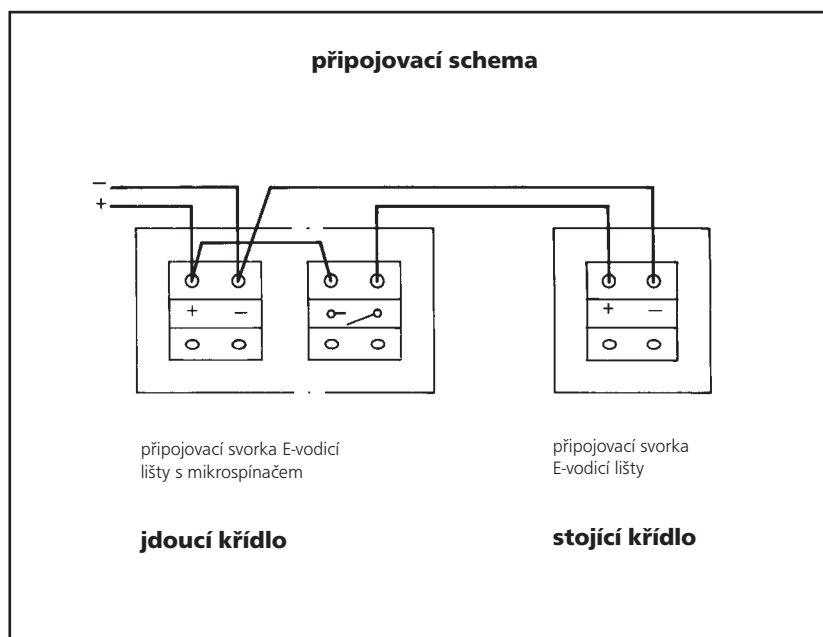 připojovací schema
−
+
+ −
+ −
připojovací svorka E-vodicí
lišty s mikrospínačem
připojovací svorka
E-vodicí lišty
jdoucí křídlo
stojící křídlo